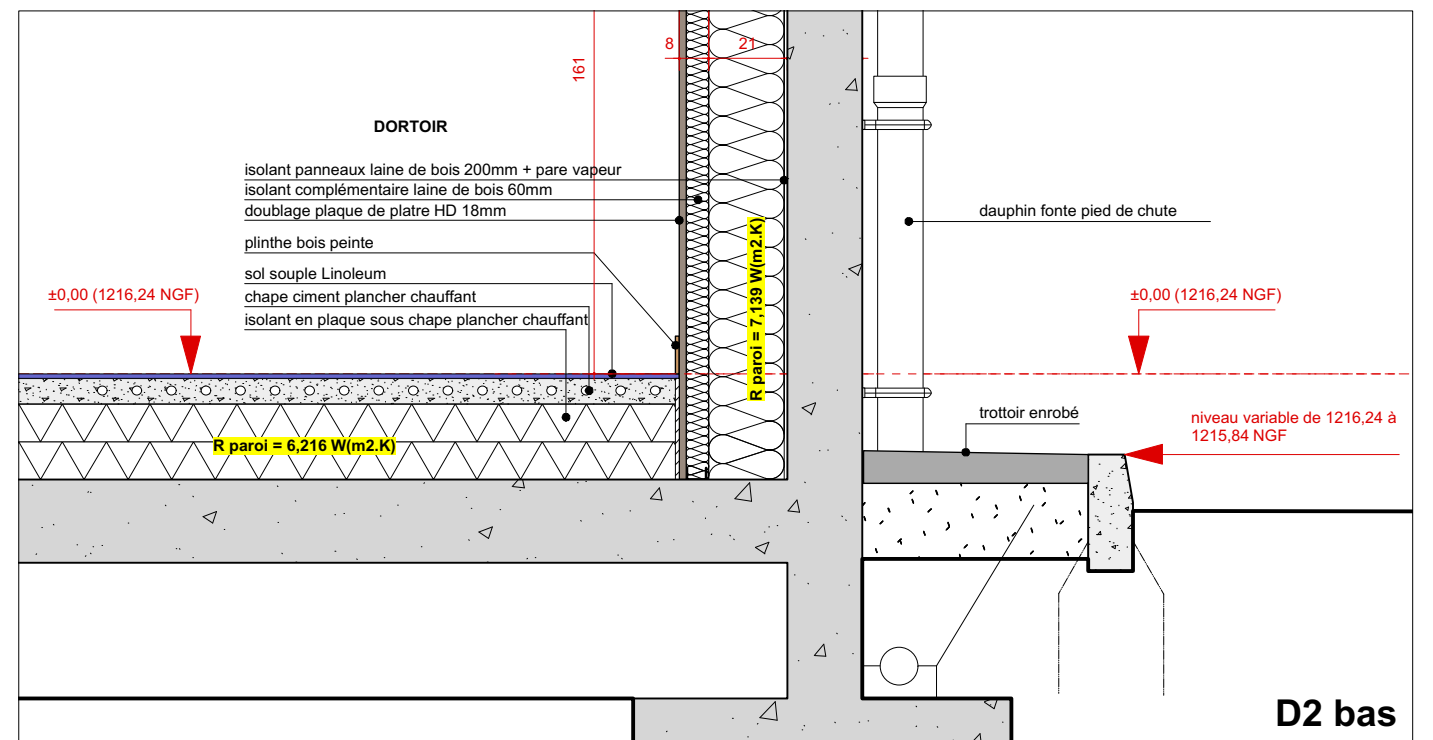 8
21
161
DORTOIR
isolant panneaux laine de bois 200mm + pare vapeur
isolant complémentaire laine de bois 60mm
doublage plaque de platre HD 18mm
plinthe bois peinte
sol souple Linoleum
chape ciment plancher chauffant
isolant en plaque sous chape plancher chauffant
±0,00 (1216,24 NGF)
R paroi = 7,139 W(m2.K)
R paroi = 6,216 W(m2.K)
dauphin fonte pied de chute
±0,00 (1216,24 NGF)
trottoir enrobé
niveau variable de 1216,24 à
1215,84 NGF
D2 bas